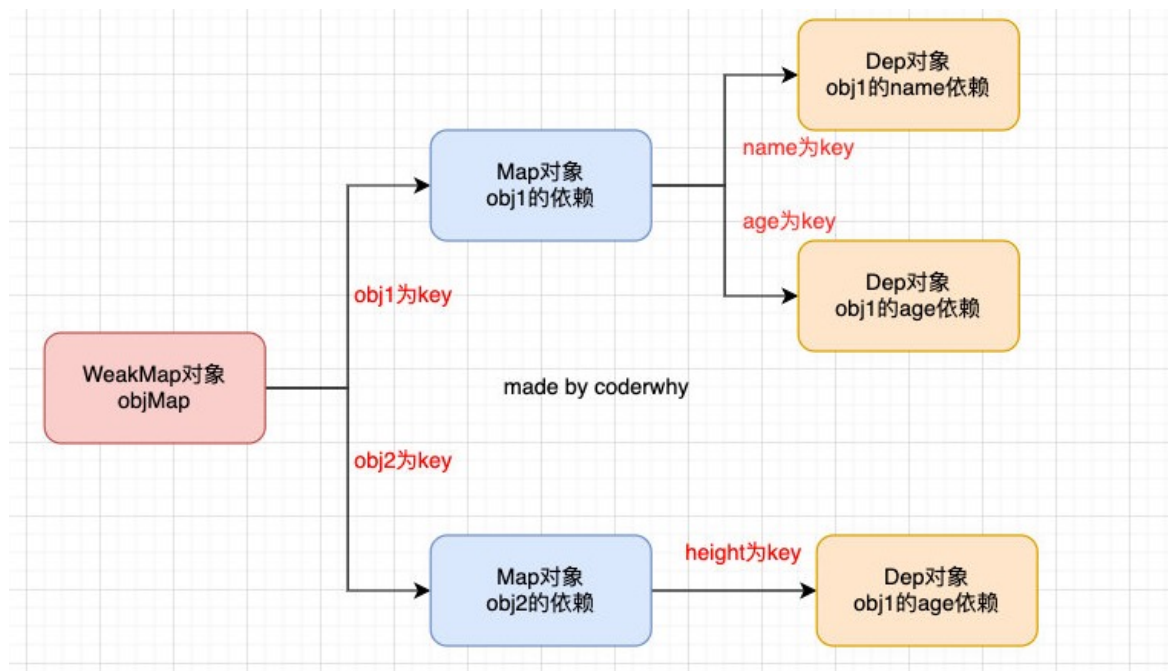 Dep对象
obj1的name依赖
name为key
Map对象
obj1的依赖
age为key
Dep对象
obj1的age依赖
obj1为key
WeakMap对象
objMap
made by coderwhy
obj2为key
height为key
Map对象
obj2的依赖
Dep对象
obj1的age依赖